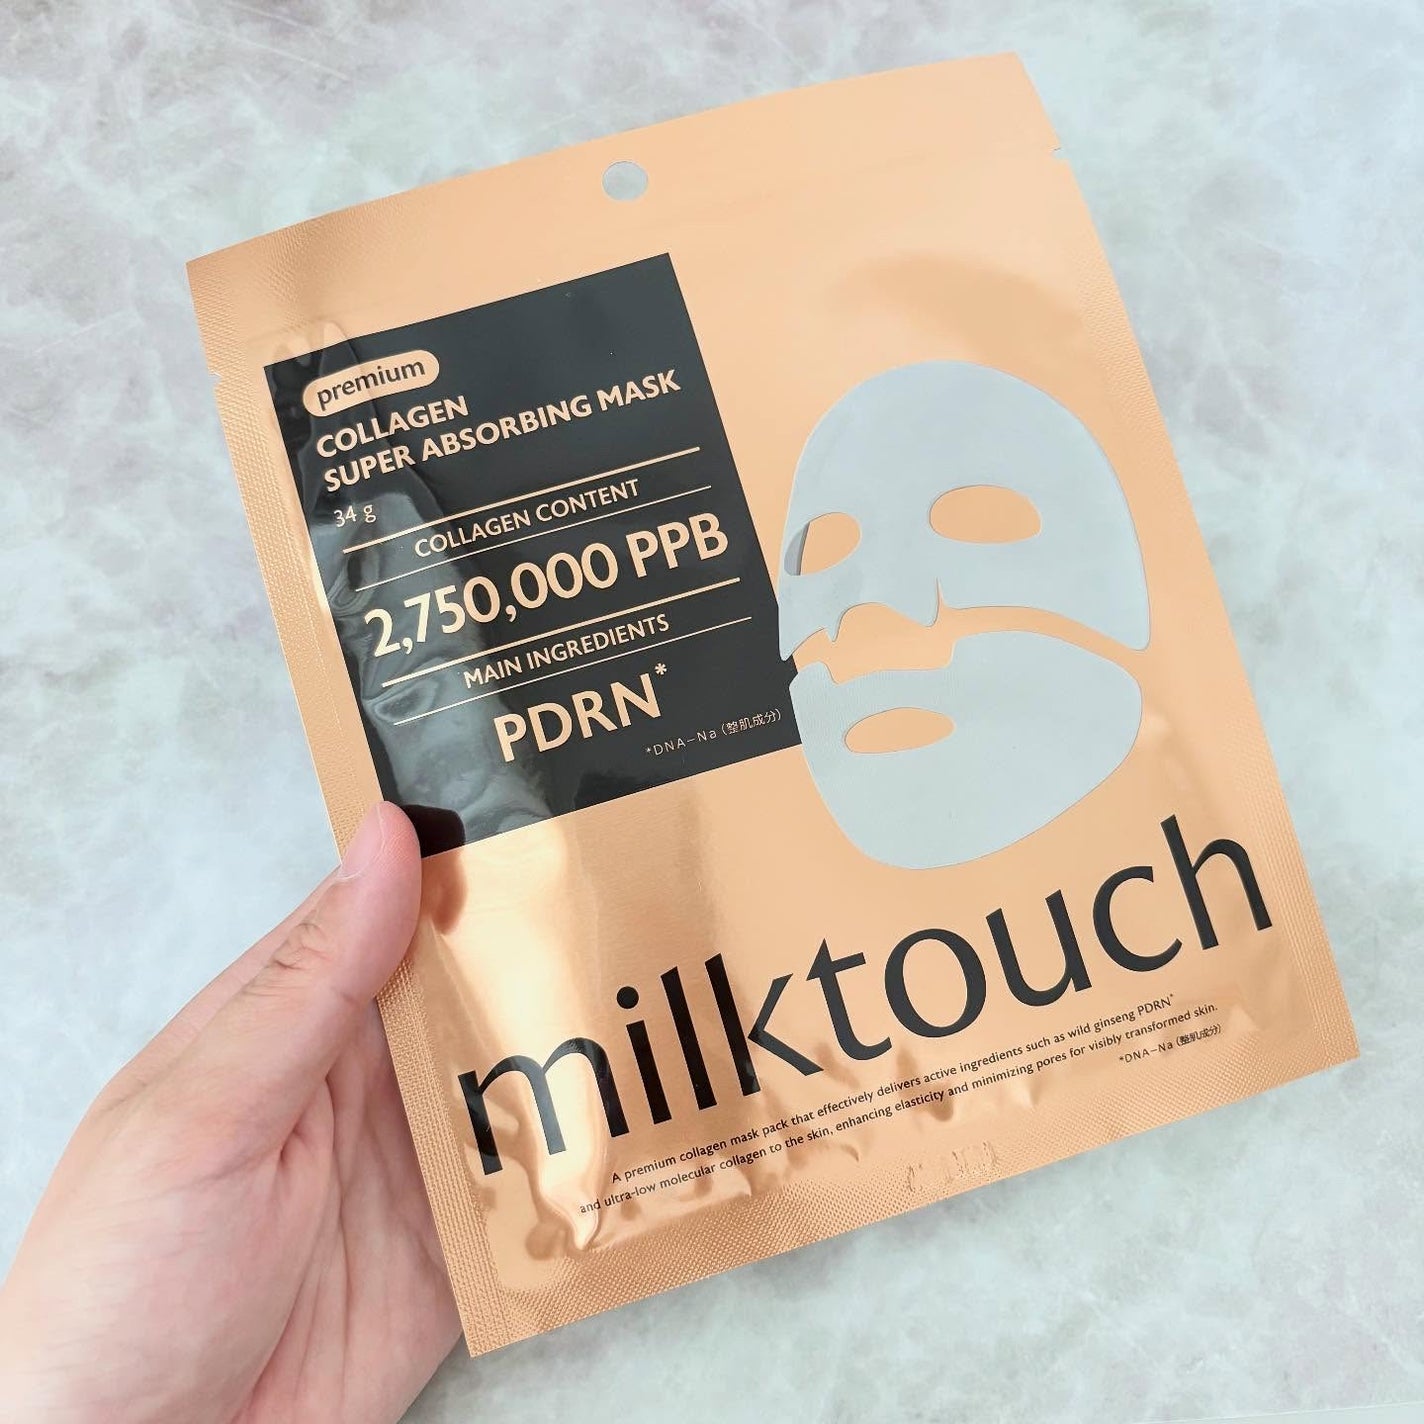 premium
COLLAGEN
SUPER ABSORBING MASK
34 g
COLLAGEN CONTENT
2,750,000 PPB
MAIN INGREDIENTS
PDRN*
*DNA-Na (整肌成分)
milktouch
A premium collagen mask pack that effectively delivers active ingredients such as wild ginseng PDRN*
and ultra-low molecular collagen to the skin, enhancing elasticity and minimizing pores for visibly transformed skin.
*DNA-Na (整肌成分)